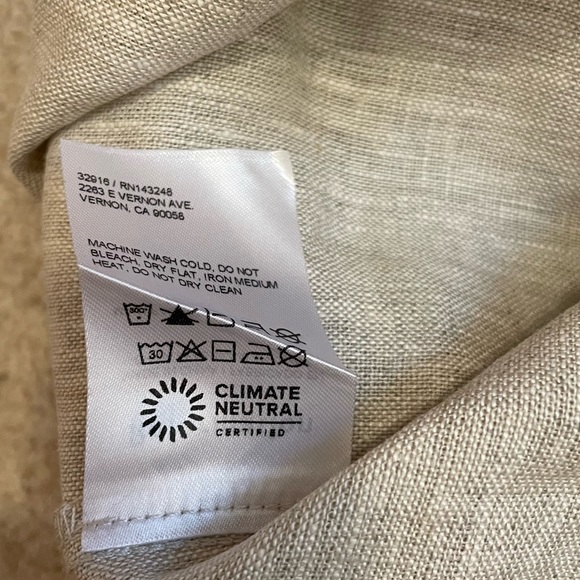 32916 / RN143248
2263 E VERNON AVE.
VERNON, CA 90058
MACHINE WASH COLD, DO NOT
BLEACH, DRY FLAT, IRON MEDIUM
HEAT, DO NOT DRY CLEAN
30
CLIMATE
NEUTRAL
CERTIFIED